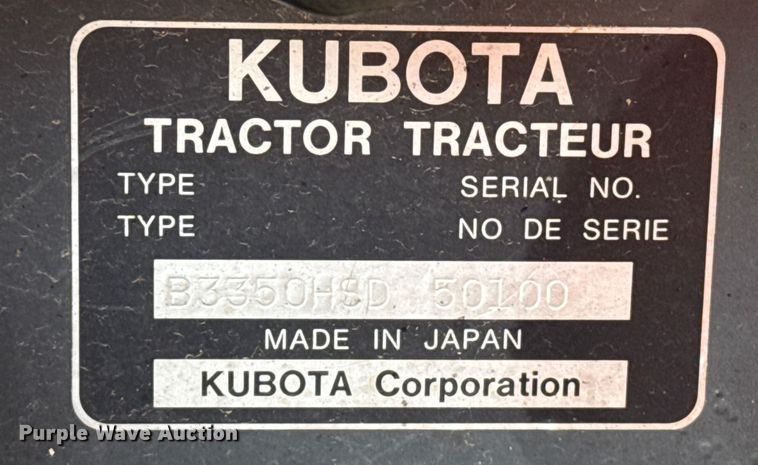 KUBOTA
TRACTOR TRACTEUR
TYPE SERIAL NO.
TYPE NO DE SERIE
B3350HSD 50100
MADE IN JAPAN
KUBOTA Corporation
Purple Wave Auction